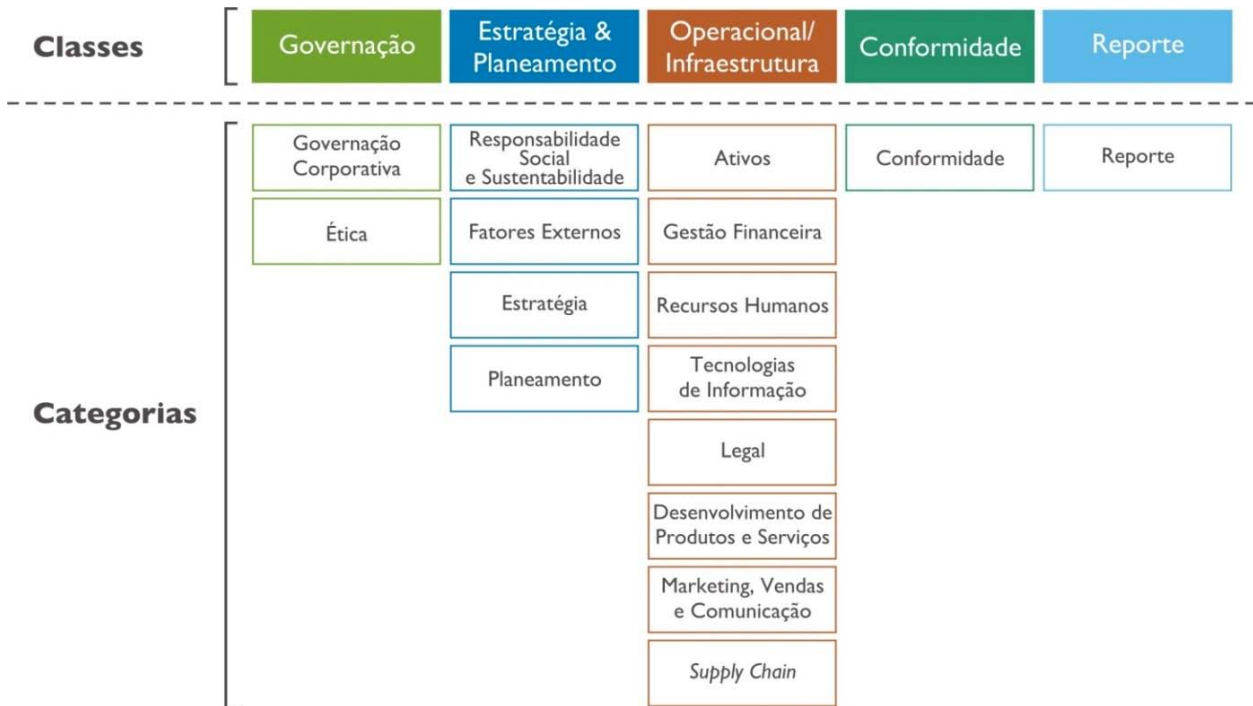 Classes
Governação
Estratégia &
Planeamento
Operacional/
Infraestrutura
Conformidade
Reporte
Categorias
Governação
Corporativa
Ética
Responsabilidade
Social
e Sustentabilidade
Fatores Externos
Estratégia
Planeamento
Ativos
Gestão Financeira
Recursos Humanos
Tecnologias
de Informação
Legal
Desenvolvimento de
Produtos e Serviços
Marketing, Vendas
e Comunicação
Supply Chain
Conformidade
Reporte